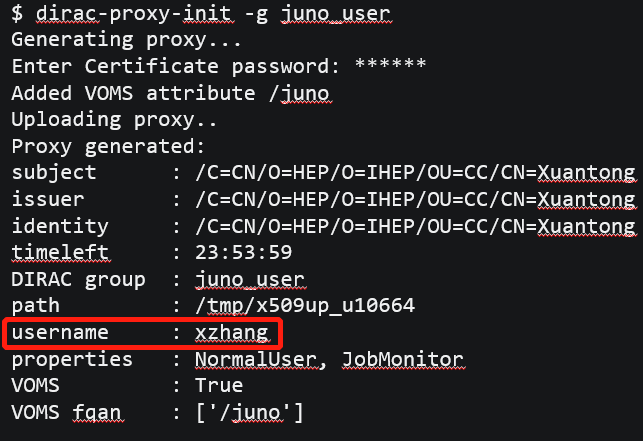 $ dirac-proxy-init -g juno_user
Generating proxy...
Enter Certificate password: ******
Added VOMS attribute /juno
Uploading proxy..
Proxy generated:
subject : /C=CN/O=HEP/O=IHEP/OU=CC/CN=Xuantong
issuer : /C=CN/O=HEP/O=IHEP/OU=CC/CN=Xuantong
identity : /C=CN/O=HEP/O=IHEP/OU=CC/CN=Xuantong
timeleft : 23:53:59
DIRAC group : juno_user
path : /tmp/x509up_u10664
username : xzhang
properties : NormalUser, JobMonitor
VOMS : True
VOMS fqan : ['/juno']